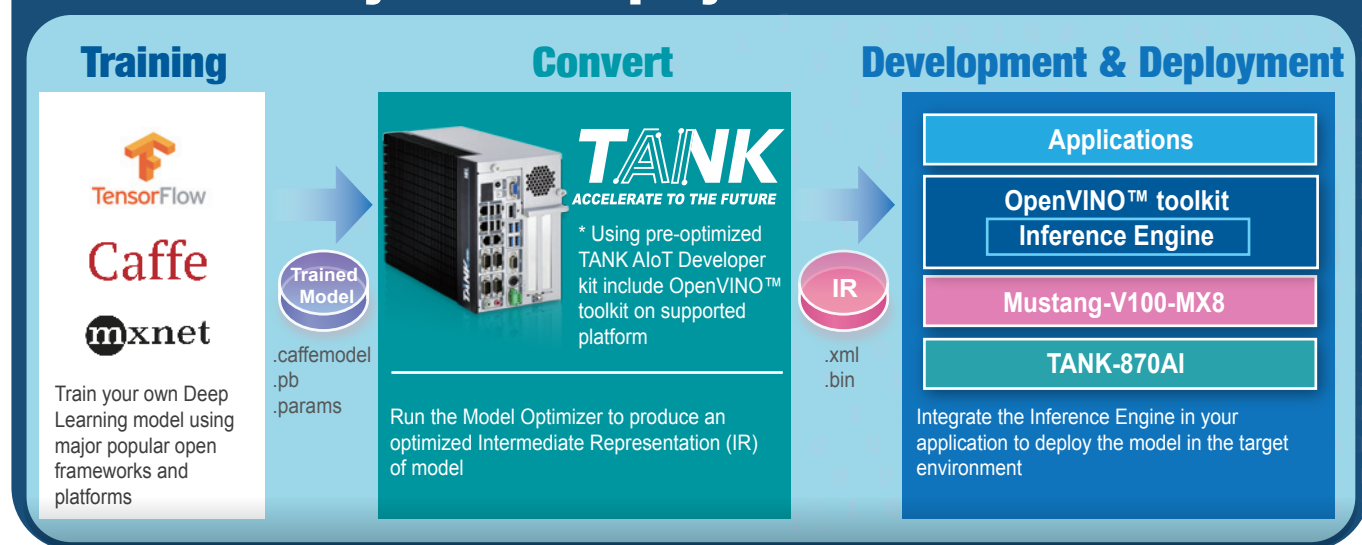 Training
TensorFlow
Caffe
mxnet
Train your own Deep
Learning model using
major popular open
frameworks and
platforms
Trained
Model
.caffemodel
.pb
.params
Convert
TANK
ACCELERATE TO THE FUTURE
* Using pre-optimized
TANK AIoT Developer
kit include OpenVINO™
toolkit on supported
platform
Run the Model Optimizer to produce an
optimized Intermediate Representation (IR)
of model
IR
.xml
.bin
Development & Deployment
Applications
OpenVINO™ toolkit
Inference Engine
Mustang-V100-MX8
TANK-870AI
Integrate the Inference Engine in your
application to deploy the model in the target
environment